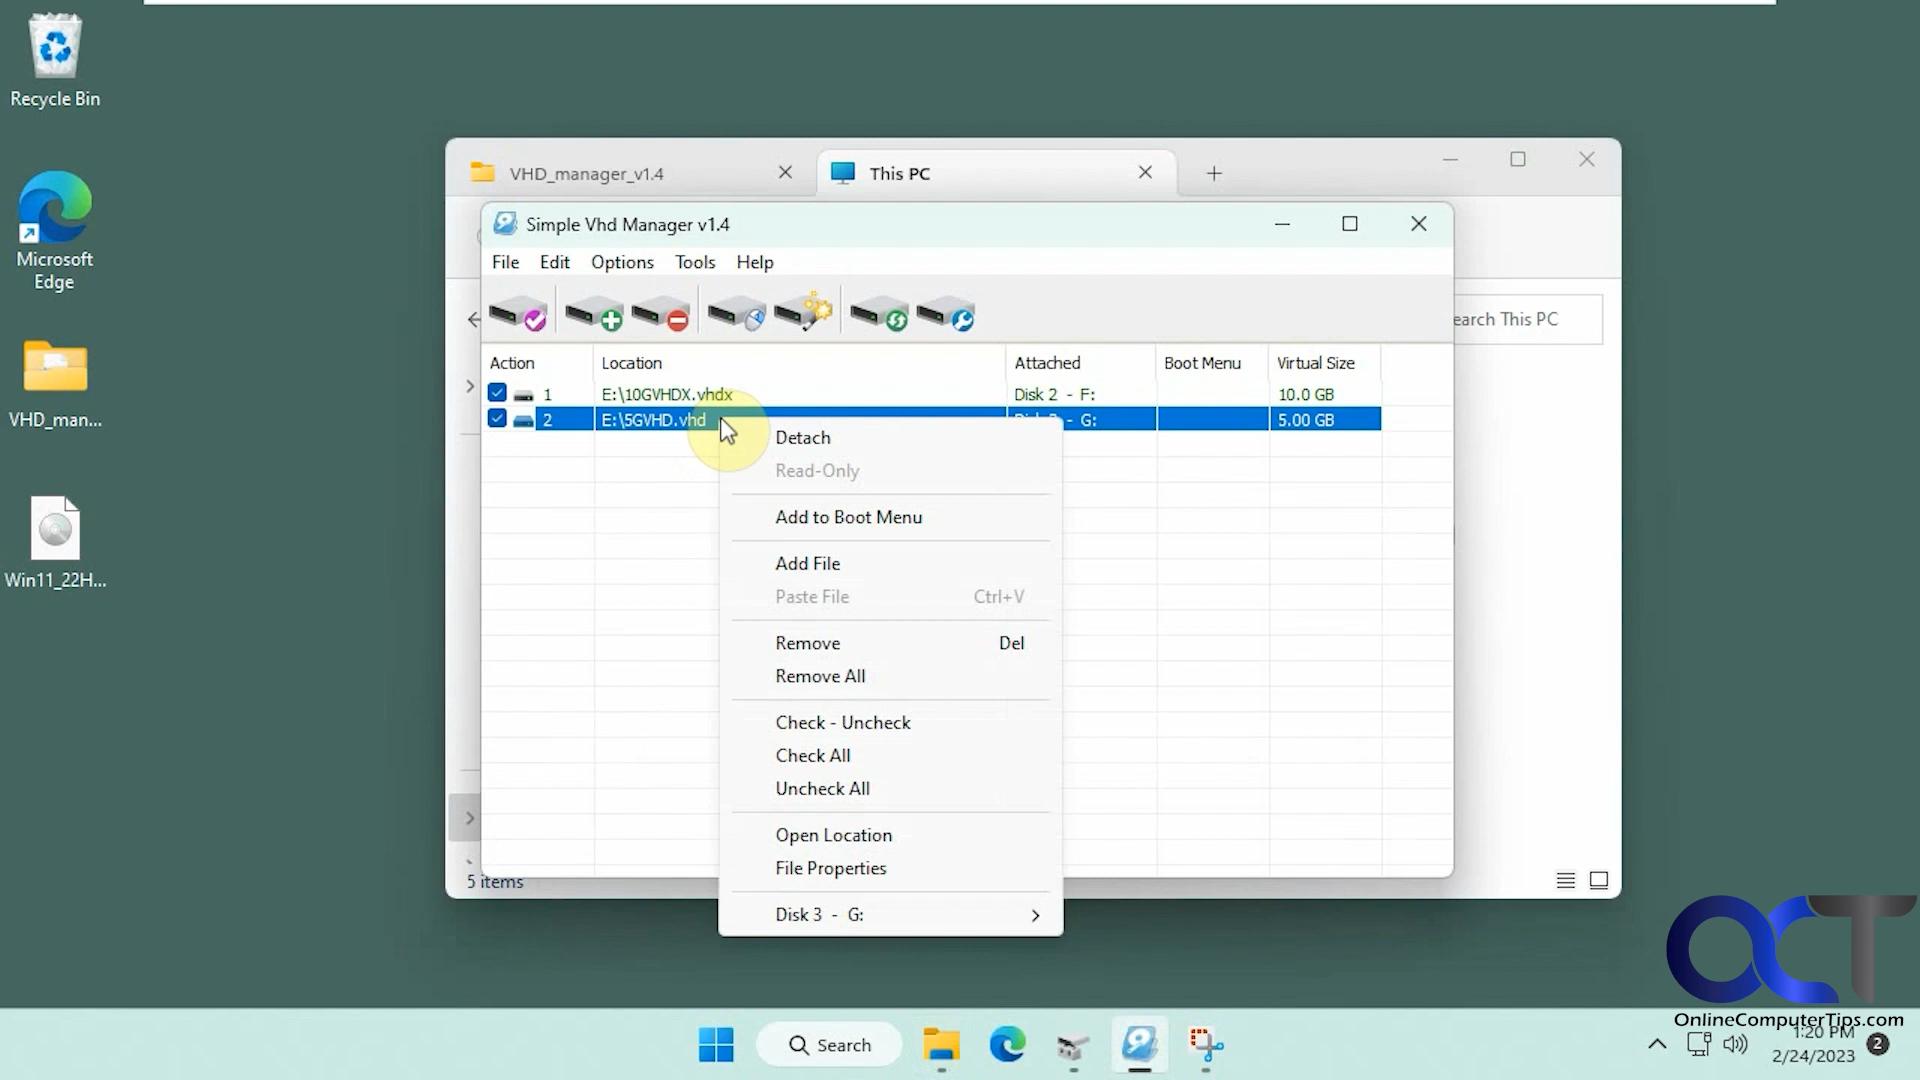 Recycle Bin
Microsoft
Edge
VHD_man...
Win11_22H...
VHD_manager_v1.4
This PC
Simple Vhd Manager v1.4
File Edit Options Tools Help
earch This PC
Action Location Attached Boot Menu Virtual Size
1 E:\10GVHDX.vhdx Disk 2 - F: 10.0 GB
2 E:\5GVHD.vhd - G: 5.00 GB
Detach
Read-Only
Add to Boot Menu
Add File
Paste File Ctrl+V
Remove Del
Remove All
Check - Uncheck
Check All
Uncheck All
Open Location
File Properties
Disk 3 - G:
5 items
OCT
OnlineComputerTips.com
Search
1:20 PM
2/24/2023
2